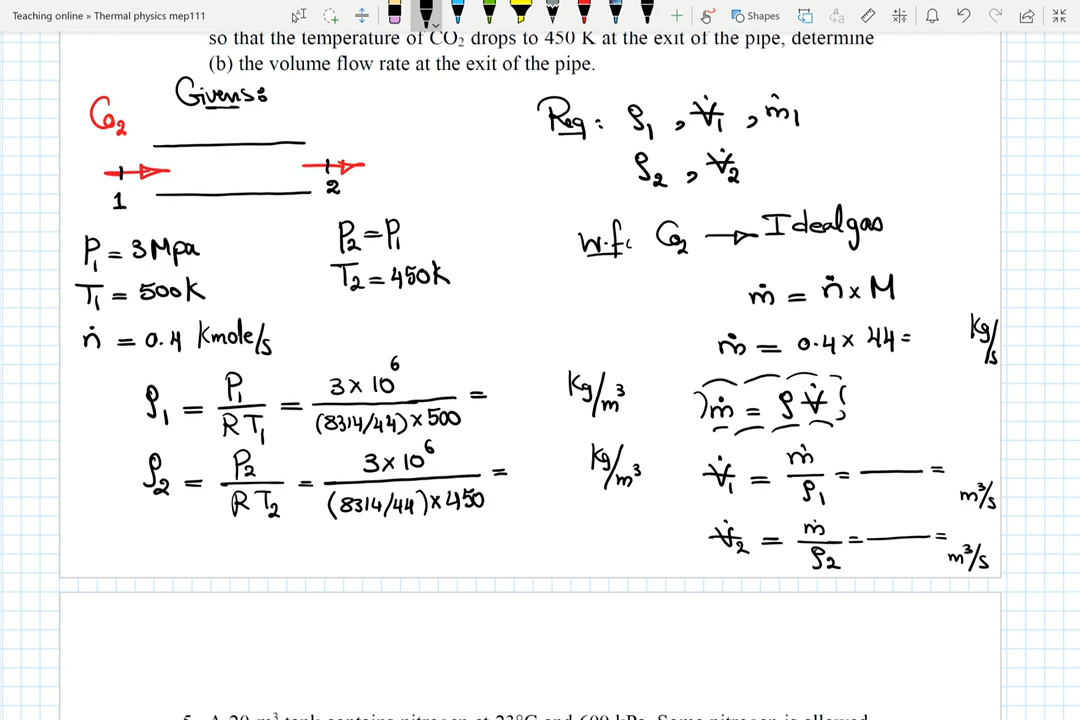 Teaching online » Thermal physics mep111
Shapes
so that the temperature of CO₂ drops to 450 K at the exit of the pipe, determine
(b) the volume flow rate at the exit of the pipe.
Givens:
CO₂
1
2
P₁ = 3 Mpa
T₁ = 500 K
ṅ = 0.4 Kmole/s
P₂ = P₁
T₂ = 450 K
Req: ρ₁ , V̇₁ , ṁ₁
ρ₂ , V̇₂
w.f: CO₂ → Ideal gas
ṁ = ṅ × M
ṁ = 0.4 × 44 = Kg/s
ρ₁ = P₁ / RT₁ = 3 × 10⁶ / (8314/44) × 500 = Kg/m³
ρ₂ = P₂ / RT₂ = 3 × 10⁶ / (8314/44) × 450 = Kg/m³
ṁ = ρ V̇
V̇₁ = ṁ / ρ₁ = ____ = m³/s
V̇₂ = ṁ / ρ₂ = ____ = m³/s